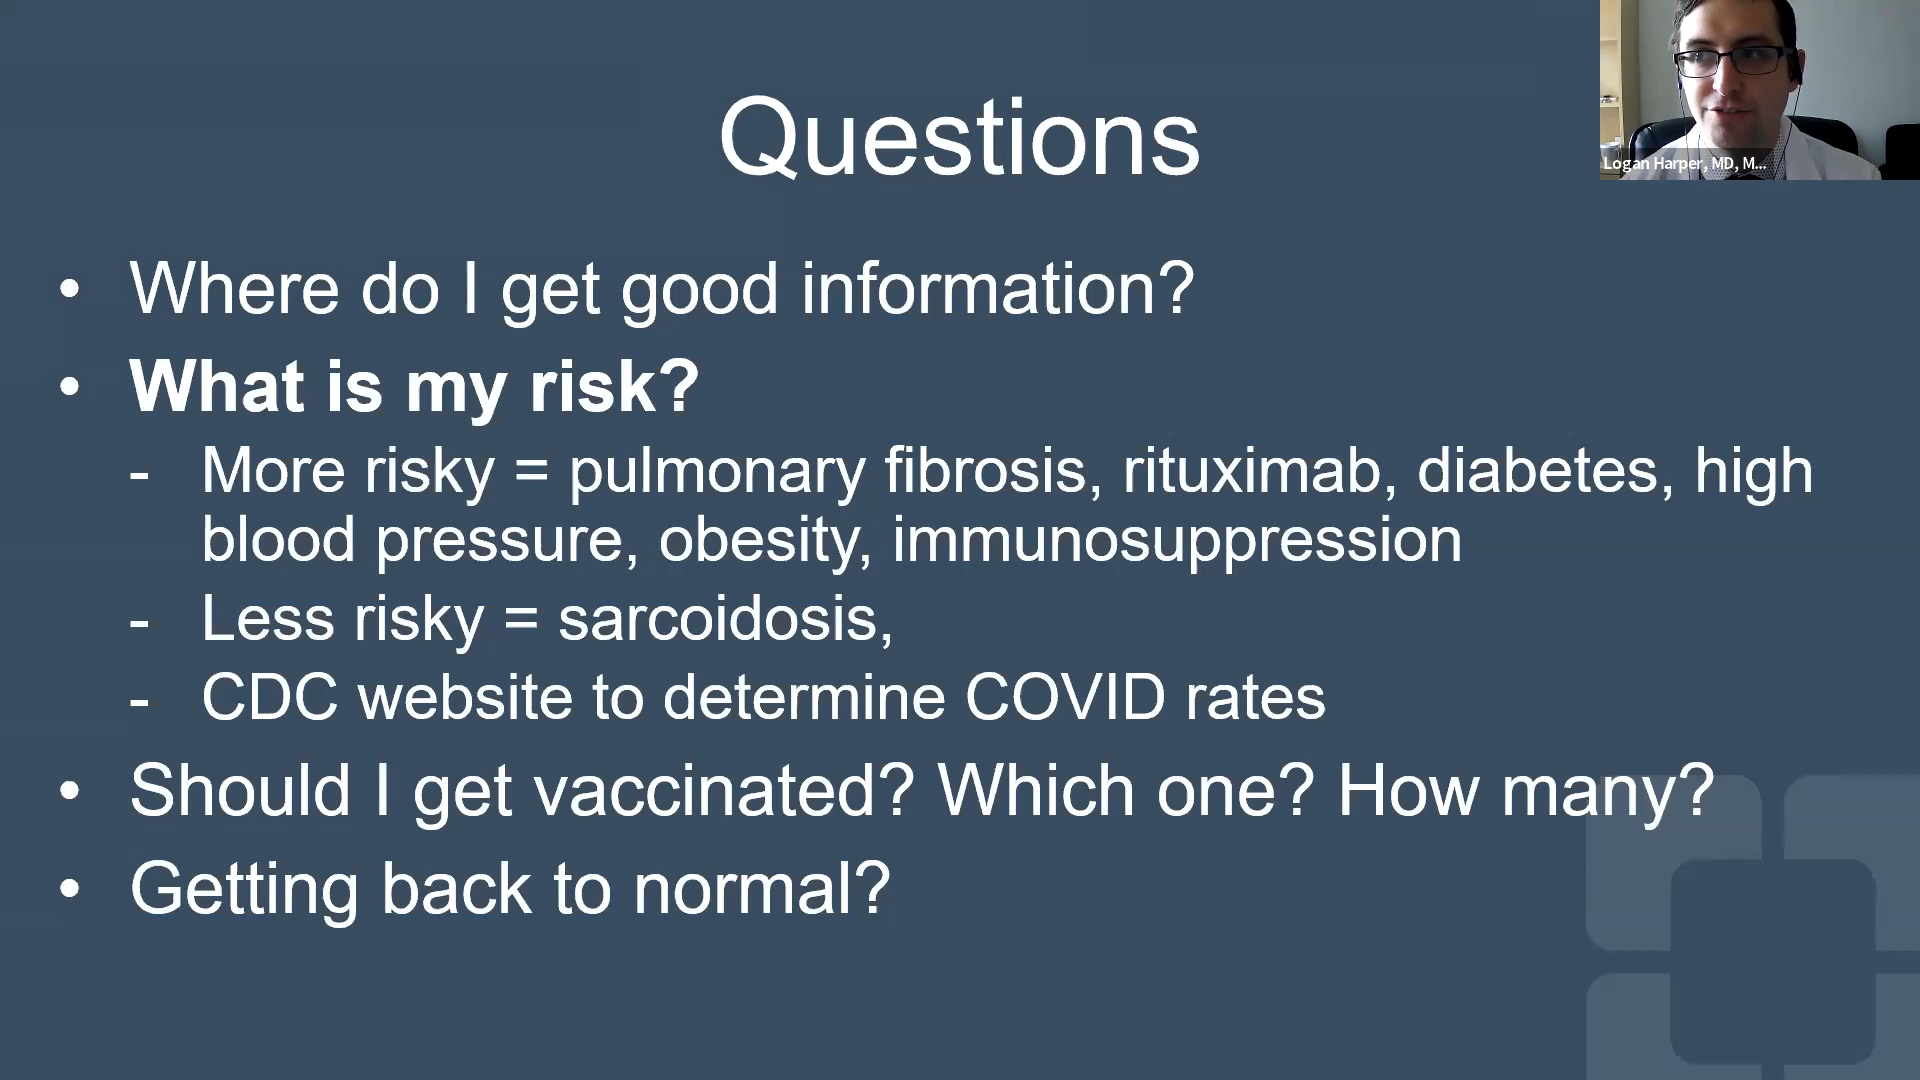 Questions
Logan Harper, MD, M...
• Where do I get good information?
• What is my risk?
- More risky = pulmonary fibrosis, rituximab, diabetes, high
blood pressure, obesity, immunosuppression
- Less risky = sarcoidosis,
- CDC website to determine COVID rates
• Should I get vaccinated? Which one? How many?
• Getting back to normal?